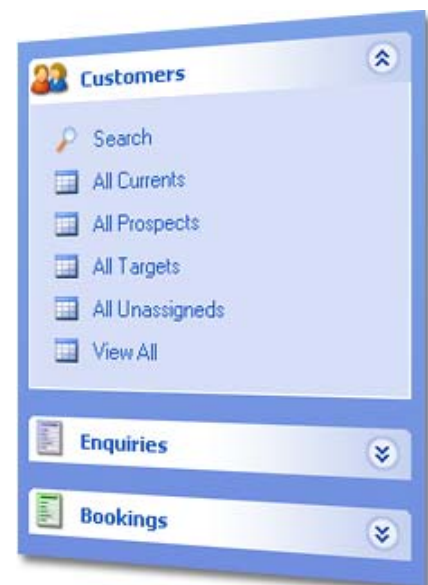 Customers
Search
All Currents
All Prospects
All Targets
All Unassigneds
View All
Enquiries
Bookings